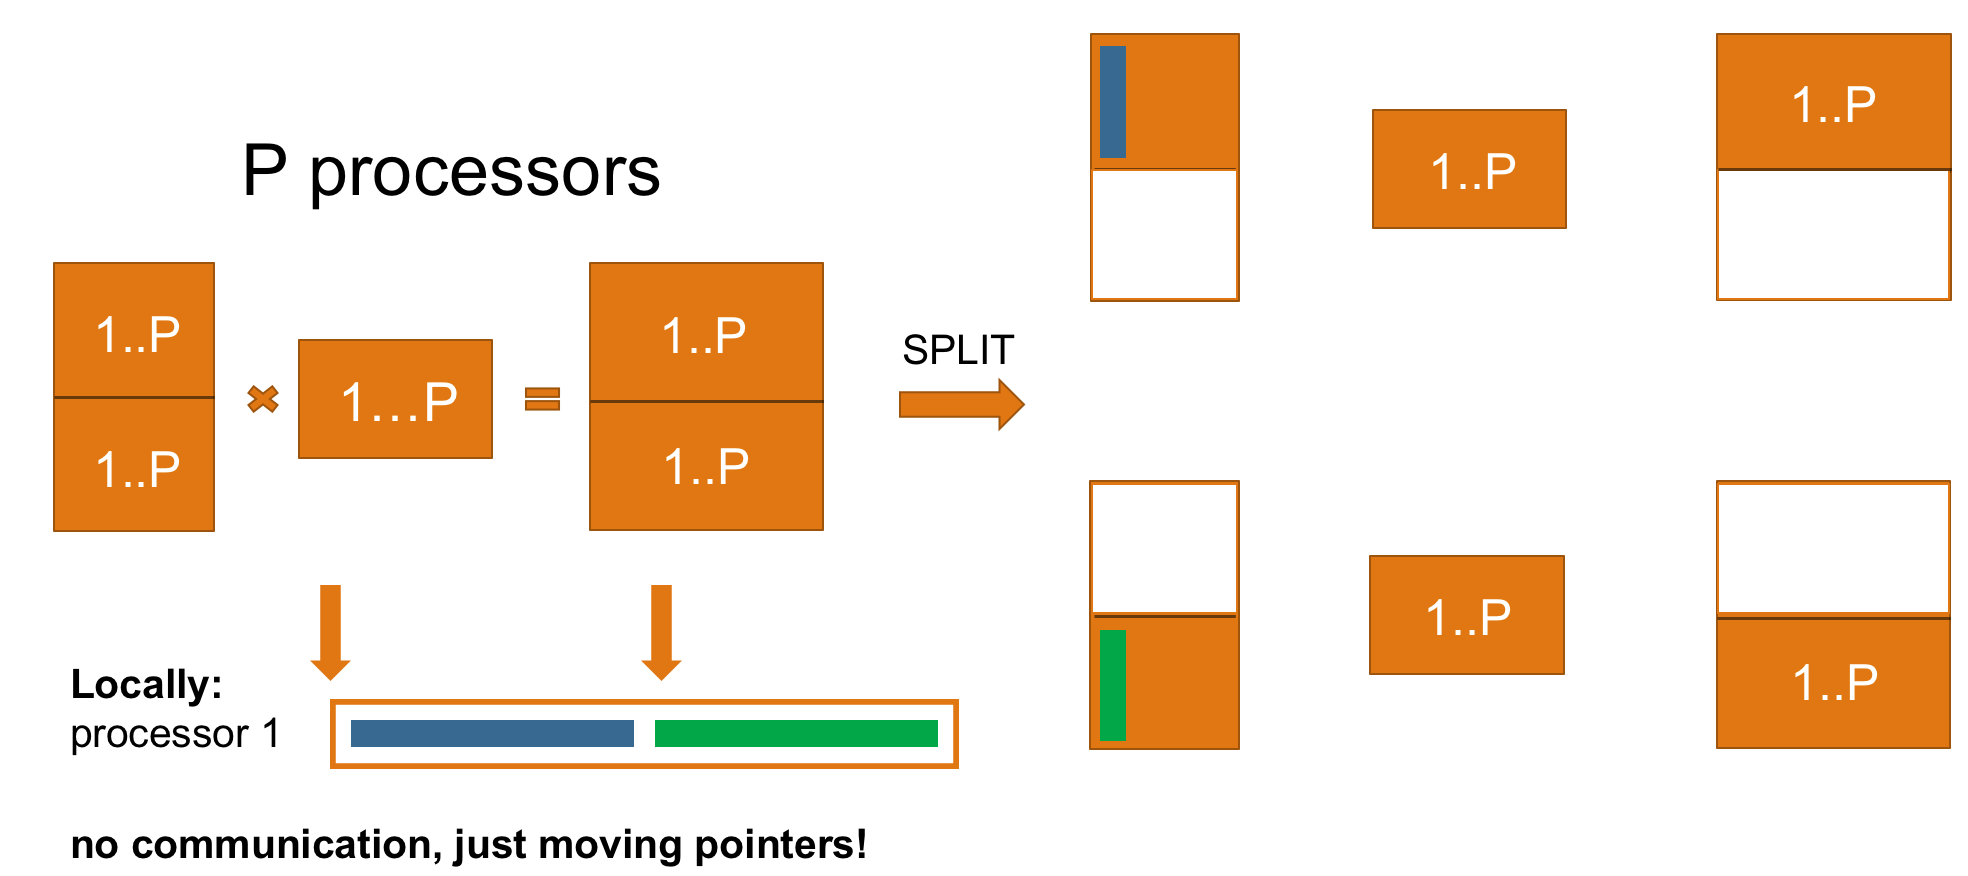 P processors
1..P
1..P
1...P
1..P
1..P
SPLIT
1..P
1..P
1..P
1..P
Locally:
processor 1
no communication, just moving pointers!